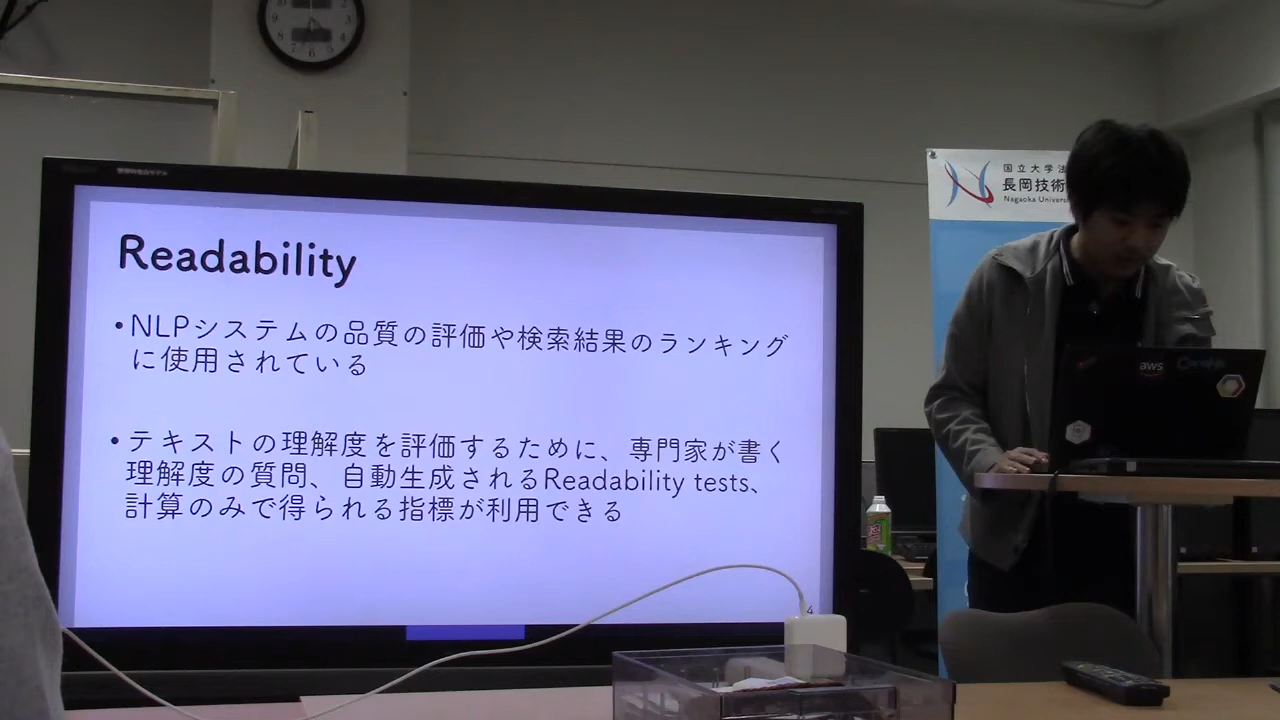 Readability
•NLPシステムの品質の評価や検索結果のランキング
に使用されている
•テキストの理解度を評価するために、専門家が書く
理解度の質問、自動生成されるReadability tests、
計算のみで得られる指標が利用できる
4
国立大学法
長岡技術
Nagaoka Univers
aws